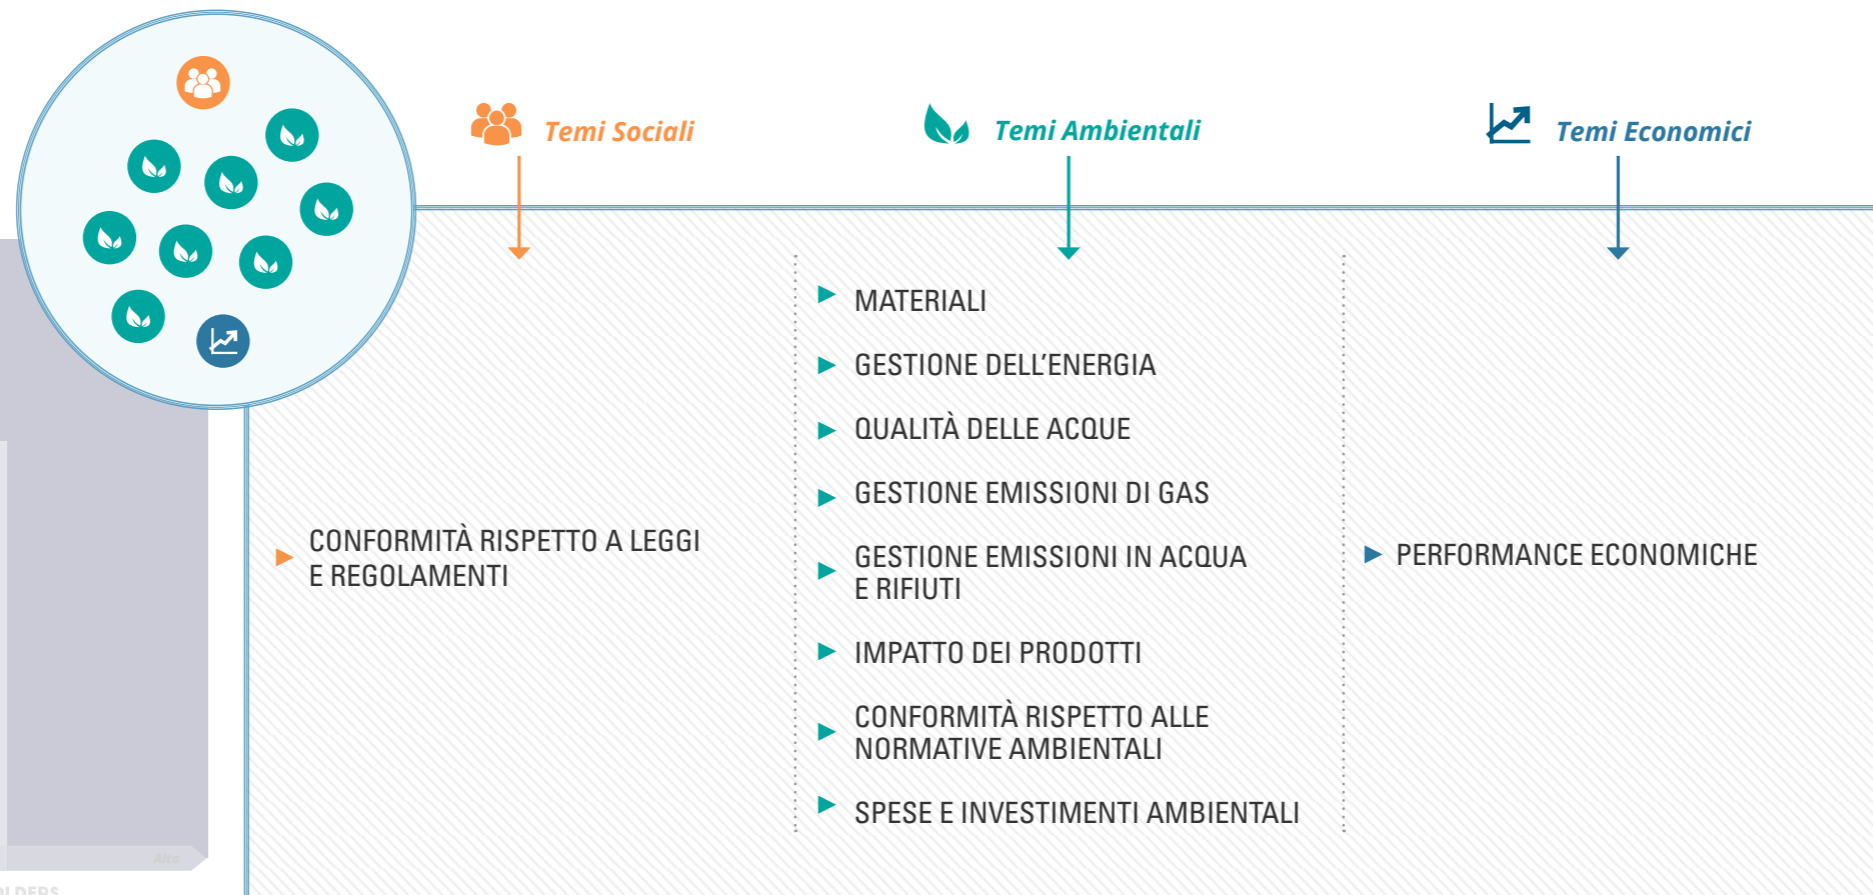 Temi Sociali
Temi Ambientali
Temi Economici
CONFORMITÀ RISPETTO A LEGGI
E REGOLAMENTI
MATERIALI
GESTIONE DELL'ENERGIA
QUALITÀ DELLE ACQUE
GESTIONE EMISSIONI DI GAS
GESTIONE EMISSIONI IN ACQUA
E RIFIUTI
IMPATTO DEI PRODOTTI
CONFORMITÀ RISPETTO ALLE
NORMATIVE AMBIENTALI
SPESE E INVESTIMENTI AMBIENTALI
PERFORMANCE ECONOMICHE
Alta